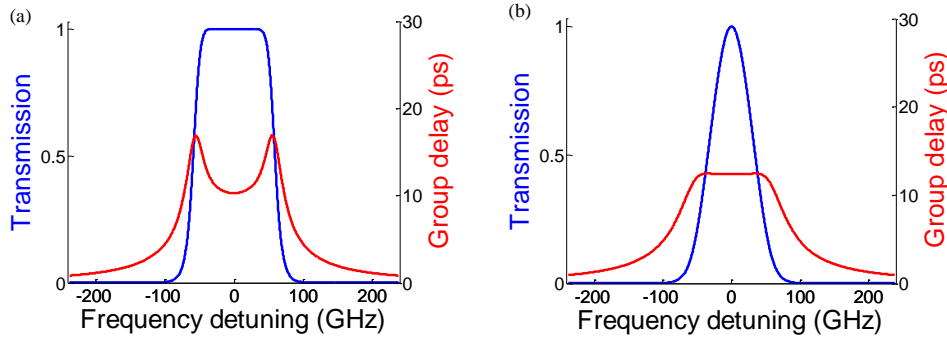 (a)
1
0.5
0
Transmission
30
20
10
0
Group delay (ps)
-200 -100 0 100 200
Frequency detuning (GHz)
(b)
1
0.5
0
Transmission
30
20
10
0
Group delay (ps)
-200 -100 0 100 200
Frequency detuning (GHz)